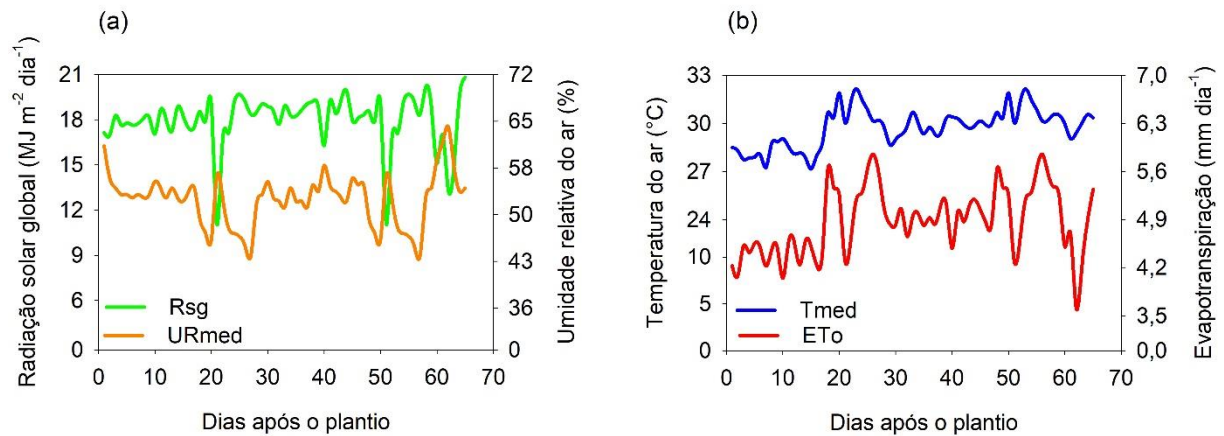 (a)
Radiação solar global (MJ m-2 dia-1)
21
18
15
12
9
6
0
72
65
58
50
43
36
0
Umidade relativa do ar (%)
Rsg
URmed
0 10 20 30 40 50 60 70
Dias após o plantio
(b)
Temperatura do ar (°C)
33
30
27
24
10
5
0
7,0
6,3
5,6
4,9
4,2
3,5
0,0
Evapotranspiração (mm dia-1)
Tmed
ETo
0 10 20 30 40 50 60 70
Dias após o plantio